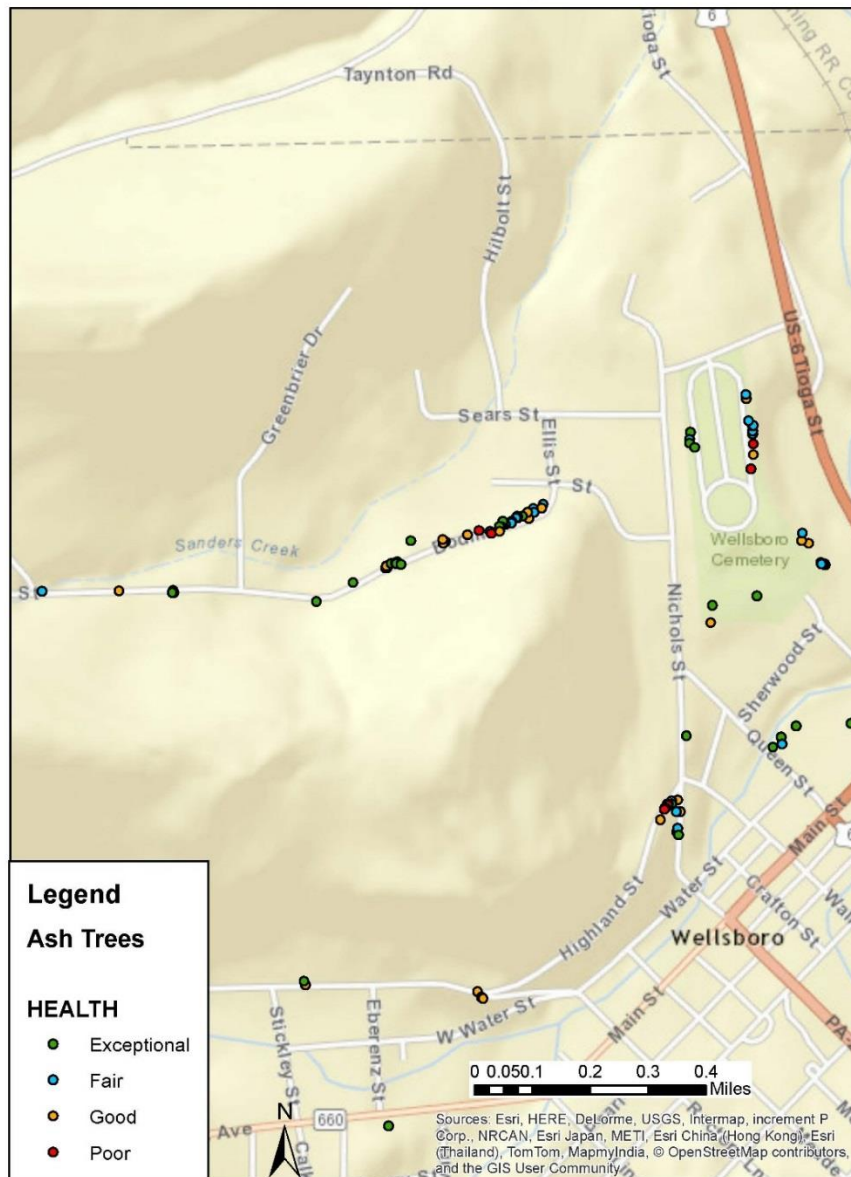 6
Tioga St
Taynton Rd
Hilbolt St
Greenbrier Dr
US-6 Tioga St
Sears St
Ellis St
St
Sanders Creek
Wellsboro
Cemetery
St
Nichols St
Sherwood St
Queen St
Main St
6
Highland St
Water St
Crafton St
Wellsboro
W Water St
Main St
Stickley St
Eberenz St
660
Ave
PA-
Legend
Ash Trees
HEALTH
Exceptional
Fair
Good
Poor
N
0 0.050.1 0.2 0.3 0.4
Miles
Sources: Esri, HERE, DeLorme, USGS, Intermap, increment P
Corp., NRCAN, Esri Japan, METI, Esri China (Hong Kong), Esri
(Thailand), TomTom, MapmyIndia, © OpenStreetMap contributors,
and the GIS User Community